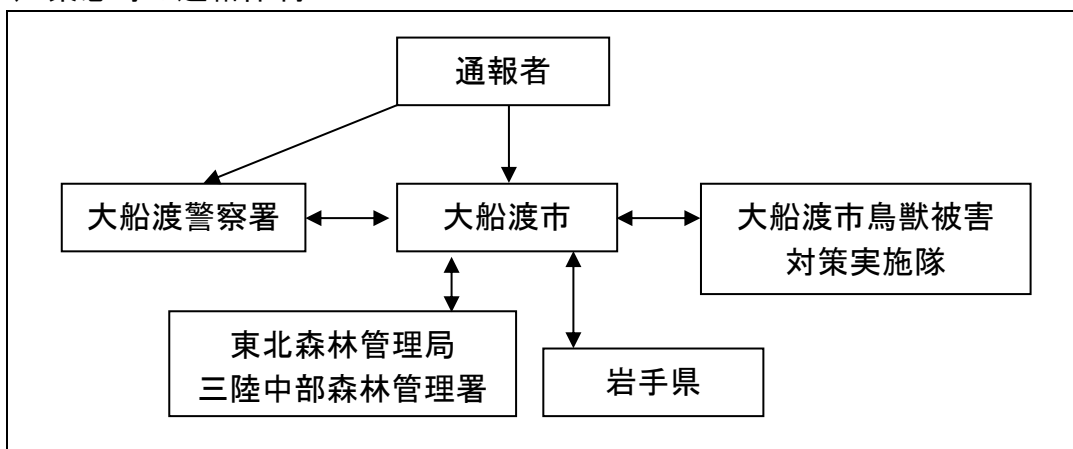 通報者
大船渡警察署
大船渡市
大船渡市鳥獣被害
対策実施隊
東北森林管理局
三陸中部森林管理署
岩手県